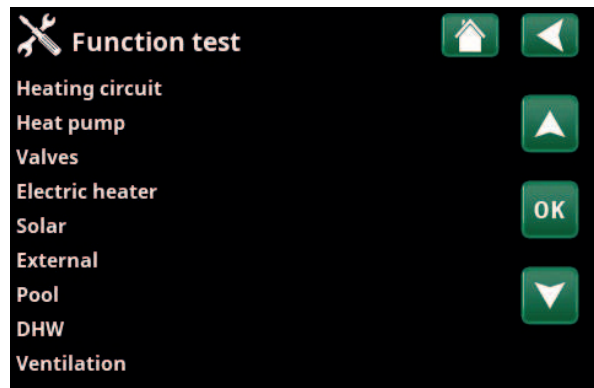 Function test
Heating circuit
Heat pump
Valves
Electric heater
OK
Solar
External
Pool
DHW
Ventilation